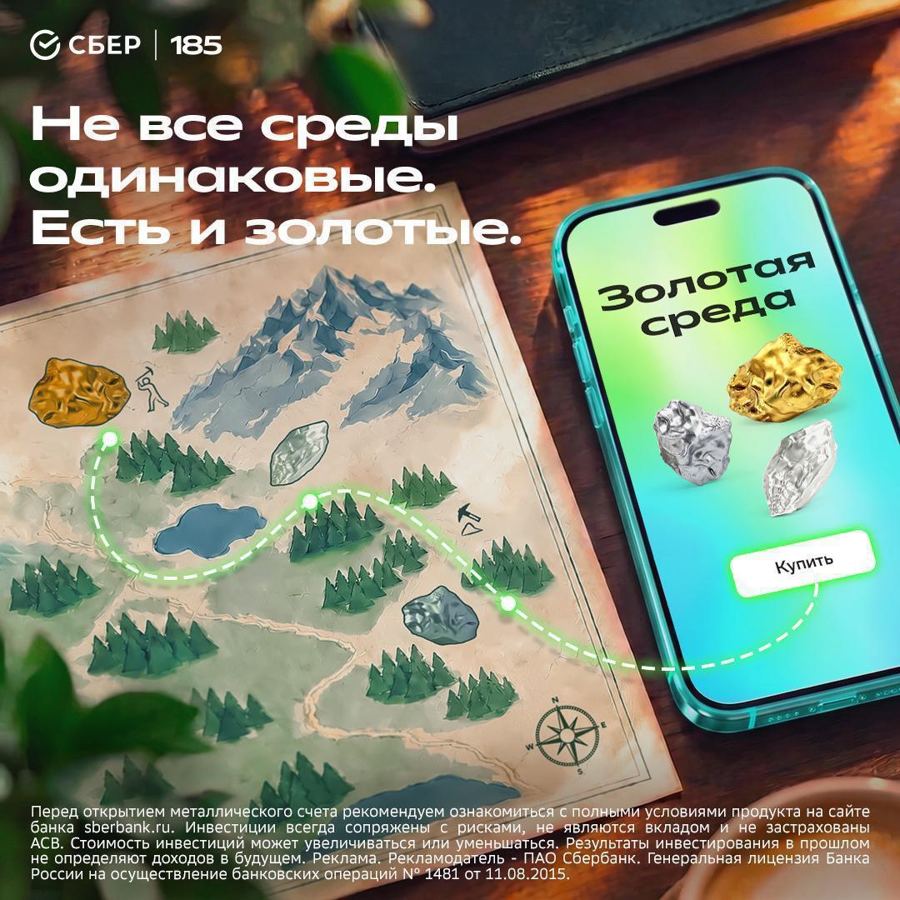 СБЕР | 185
Не все среды
одинаковые.
Есть и золотые.
Золотая
среда
Купить
N
W E
S
Перед открытием металлического счета рекомендуем ознакомиться с полными условиями продукта на сайте
банка sberbank.ru. Инвестиции всегда сопряжены с рисками, не являются вкладом и не застрахованы
АСВ. Стоимость инвестиций может увеличиваться или уменьшаться. Результаты инвестирования в прошлом
не определяют доходов в будущем. Реклама. Рекламодатель - ПАО Сбербанк. Генеральная лицензия Банка
России на осуществление банковских операций № 1481 от 11.08.2015.